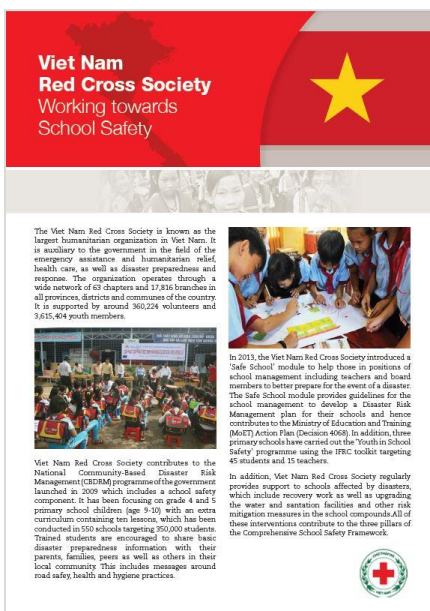 Viet Nam
Red Cross Society
Working towards
School Safety
The Viet Nam Red Cross Society is known as the
largest humanitarian organization in Viet Nam. It
is auxiliary to the government in the field of the
emergency assistance and humanitarian relief,
health care, as well as disaster preparedness and
response. The organization operates through a
wide network of 63 chapters and 17,816 branches in
all provinces, districts and communes of the country.
It is supported by around 360,224 volunteers and
3,615,404 youth members.
Viet Nam Red Cross Society contributes to the
National Community-Based Disaster Risk
Management (CBDRM) programme of the government
launched in 2009 which includes a school safety
component. It has been focusing on grade 4 and 5
primary school children (age 9-10) with an extra
curriculum containing ten lessons, which has been
conducted in 550 schools targeting 350,000 students.
Trained students are encouraged to share basic
disaster preparedness information with their
parents, families, peers as well as others in their
local community. This includes messages around
road safey, health and hygiene practices.
In 2013, the Viet Nam Red Cross Society introduced a
'Safe School' module to help those in positions of
school management including teachers and board
members to better prepare for the event of a disaster.
The Safe School module provides guidelines for the
school management to develop a Disaster Risk
Management plan for their schools and hence
contributes to the Ministry of Education and Training
(MoET) Action Plan (Decision 4068). In addition, three
primary schools have carried out the 'Youth in School
Safety' programme using the IFRC toolkit targeting
45 students and 15 teachers.
In addition, Viet Nam Red Cross Society regularly
provides support to schools affected by disasters,
which include recovery work as well as upgrading
the water and santation facilities and other risk
mitigation measures in the school compounds. All of
these interventions contribute to the three pillars of
the Comprehensive School Safety Framework.